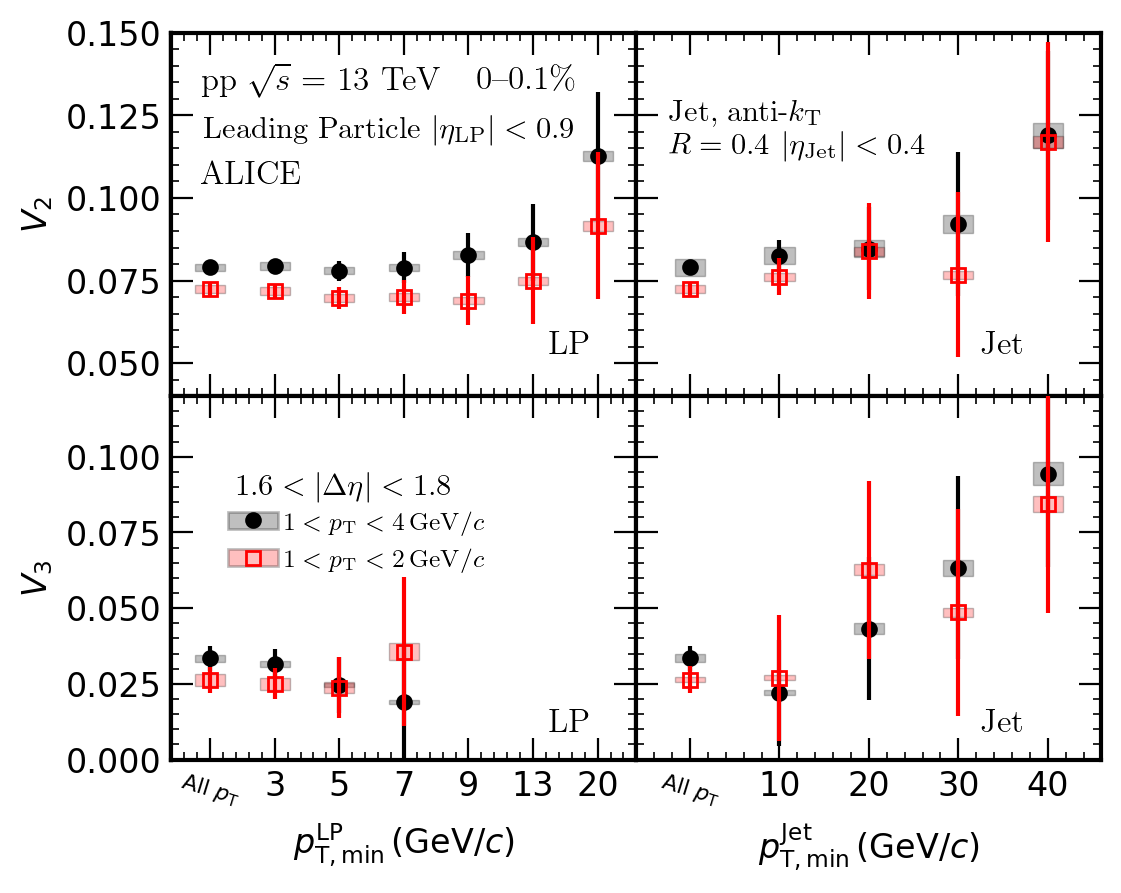 0.150
0.125
0.100
0.075
0.050
V₂
pp √s = 13 TeV 0–0.1%
Leading Particle |η_LP| < 0.9
ALICE
LP
Jet, anti-k_T
R = 0.4 |η_Jet| < 0.4
Jet
0.100
0.075
0.050
0.025
0.000
V₃
1.6 < |Δη| < 1.8
1 < p_T < 4 GeV/c
1 < p_T < 2 GeV/c
LP
Jet
All p_T 3 5 7 9 13 20
All p_T 10 20 30 40
p_T,min^LP (GeV/c)
p_T,min^Jet (GeV/c)